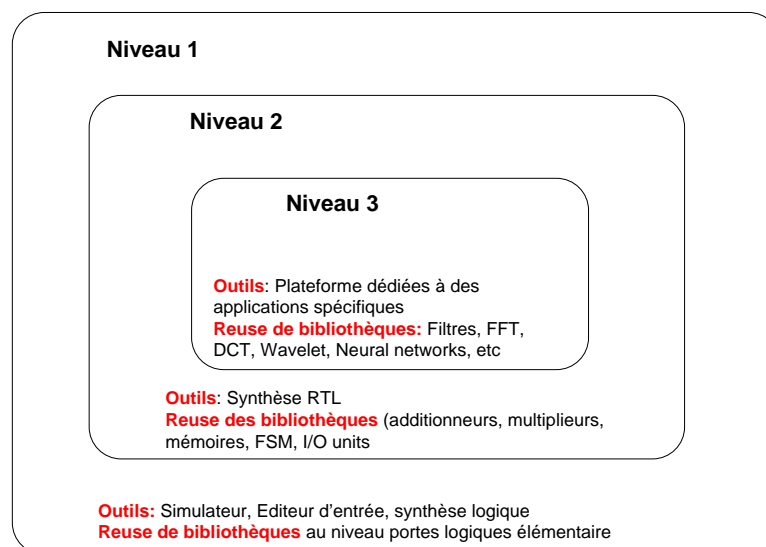 Niveau 1
Niveau 2
Niveau 3
Outils: Plateforme dédiées à des
applications spécifiques
Reuse de bibliothèques: Filtres, FFT,
DCT, Wavelet, Neural networks, etc
Outils: Synthèse RTL
Reuse des bibliothèques (additionneurs, multiplieurs,
mémoires, FSM, I/O units
Outils: Simulateur, Editeur d'entrée, synthèse logique
Reuse de bibliothèques au niveau portes logiques élémentaire